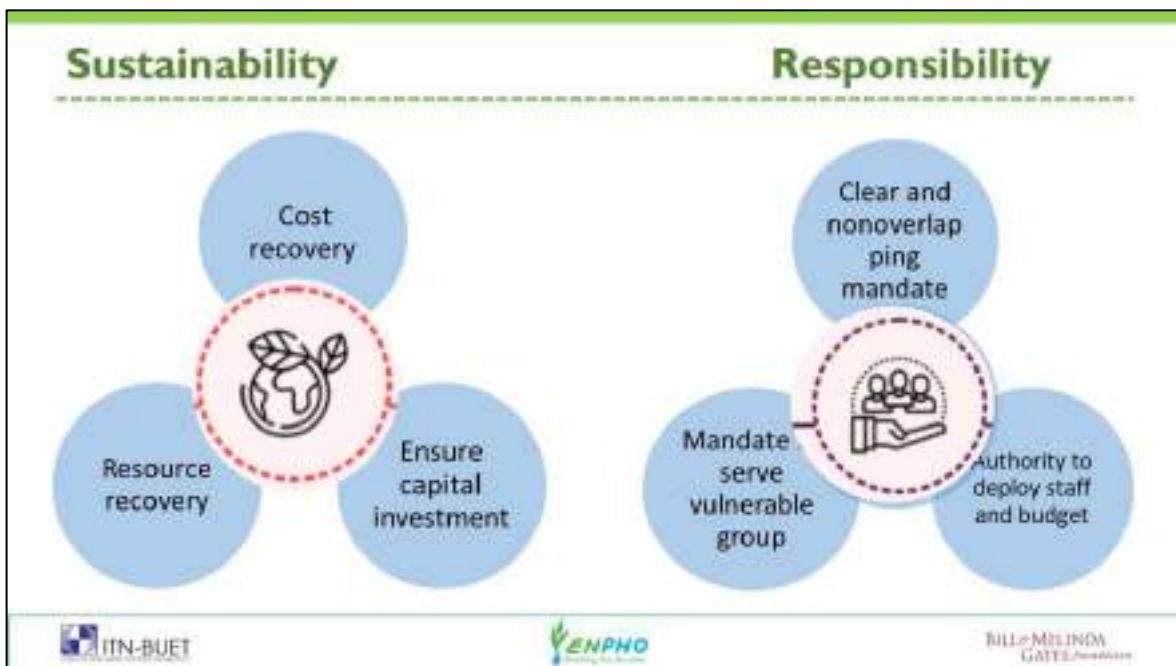 Sustainability
Responsibility
Cost
recovery
Resource
recovery
Ensure
capital
investment
Clear and
nonoverlap
ping
mandate
Mandate
serve
vulnerable
group
Authority to
deploy staff
and budget
ITN-BUET
ENPHO
BILL & MELINDA
GATES foundation